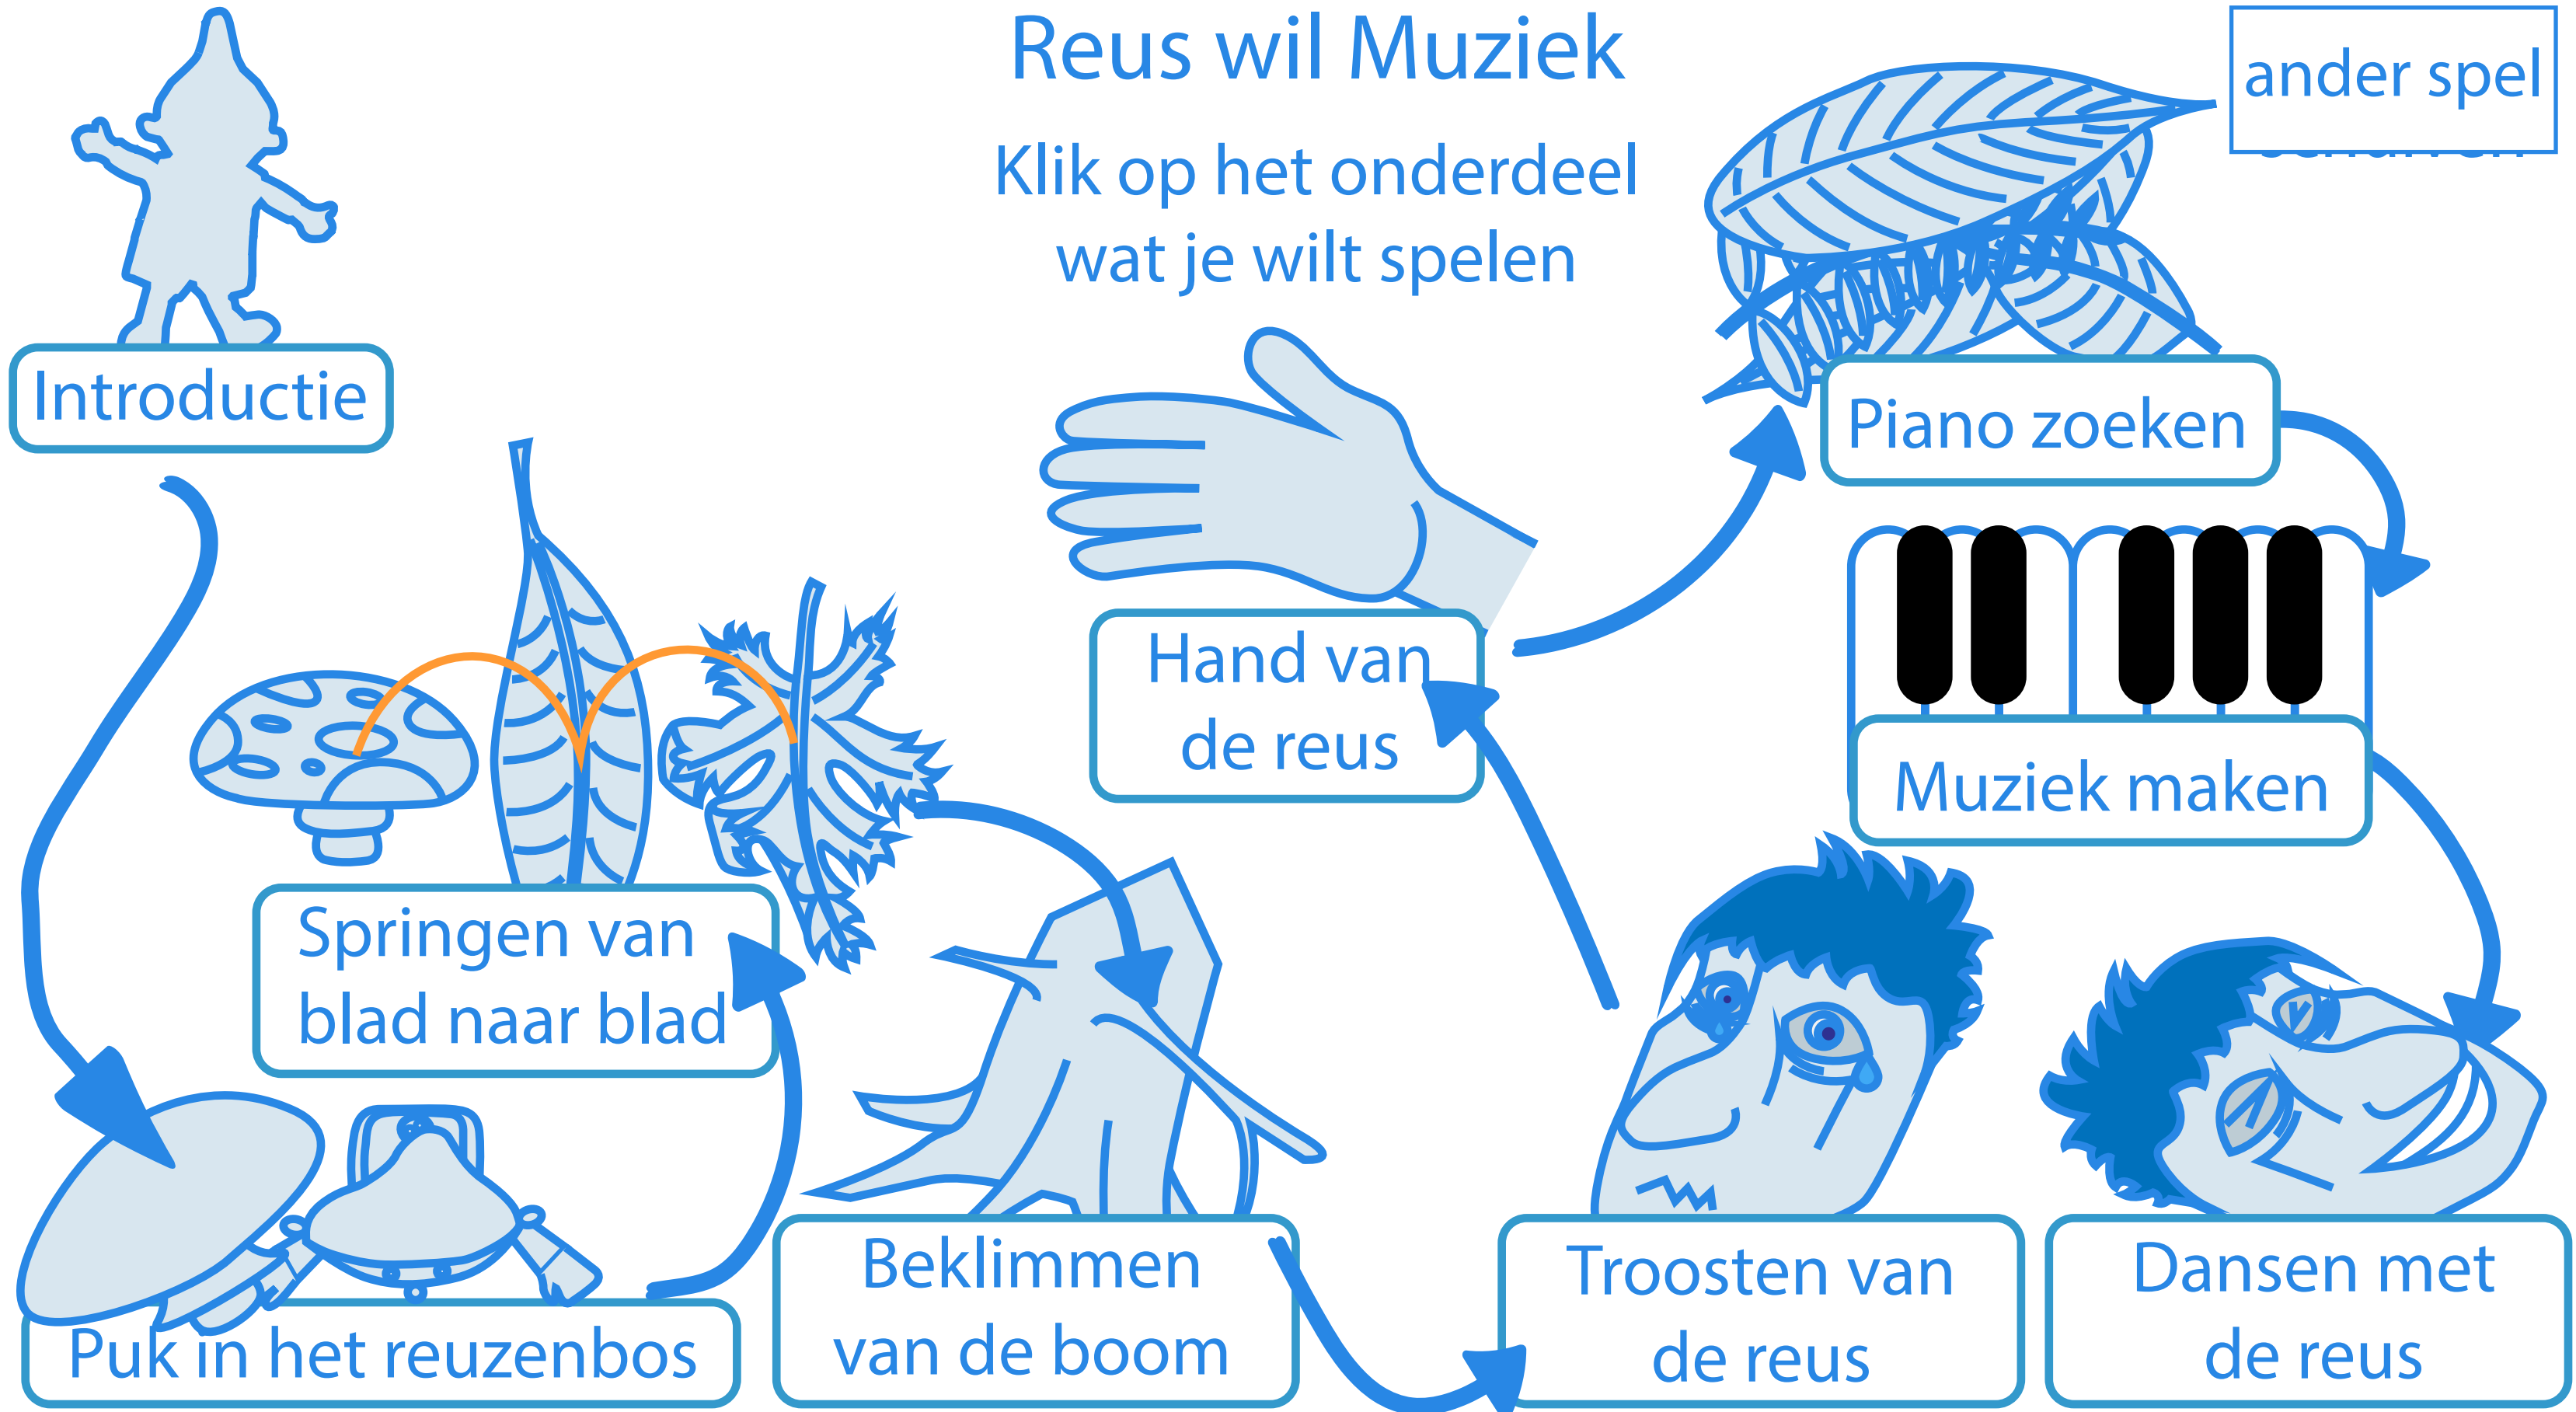 Reus wil Muziek
Klik op het onderdeel
wat je wilt spelen
ander spel
Introductie
Piano zoeken
Hand van
de reus
Muziek maken
Springen van
blad naar blad
Puk in het reuzenbos
Beklimmen
van de boom
Troosten van
de reus
Dansen met
de reus